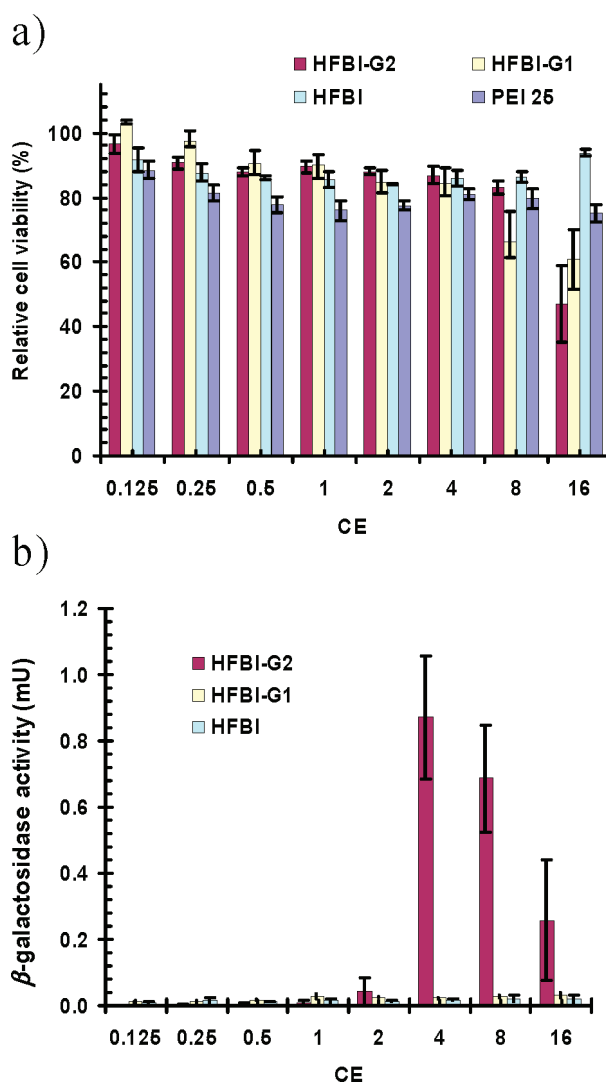 a)
HFBI-G2 HFBI-G1
HFBI PEI 25
Relative cell viability (%)
100
80
60
40
20
0
0.125 0.25 0.5 1 2 4 8 16
CE
b)
β-galactosidase activity (mU)
1.2
1.0
0.8
0.6
0.4
0.2
0.0
HFBI-G2
HFBI-G1
HFBI
0.125 0.25 0.5 1 2 4 8 16
CE